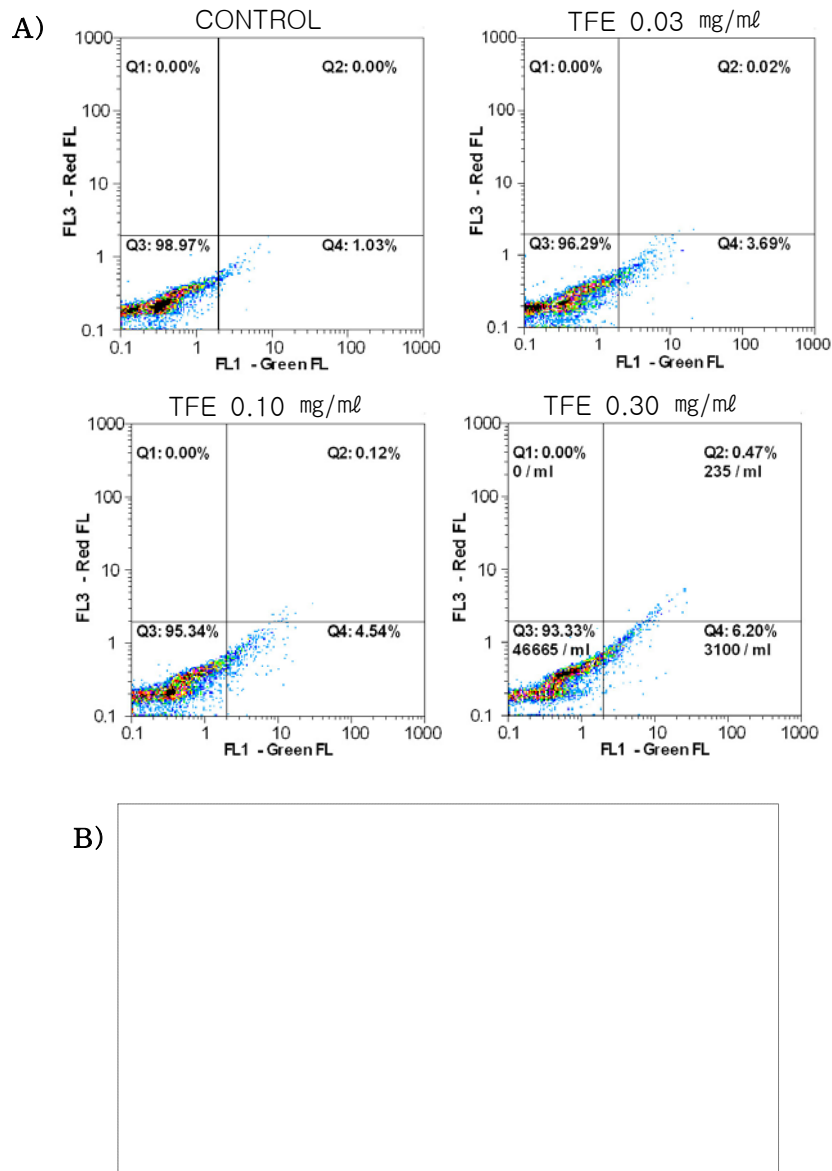 A)
CONTROL
1000
100
10
1
0.1
FL3 - Red FL
Q1: 0.00%
Q2: 0.00%
Q3: 98.97%
Q4: 1.03%
0.1 1 10 100 1000
FL1 - Green FL
TFE 0.03 ㎎/㎖
1000
100
10
1
0.1
FL3 - Red FL
Q1: 0.00%
Q2: 0.02%
Q3: 96.29%
Q4: 3.69%
0.1 1 10 100 1000
FL1 - Green FL
TFE 0.10 ㎎/㎖
1000
100
10
1
0.1
FL3 - Red FL
Q1: 0.00%
Q2: 0.12%
Q3: 95.34%
Q4: 4.54%
0.1 1 10 100 1000
FL1 - Green FL
TFE 0.30 ㎎/㎖
1000
100
10
1
0.1
FL3 - Red FL
Q1: 0.00%
0 / ml
Q2: 0.47%
235 / ml
Q3: 93.33%
46665 / ml
Q4: 6.20%
3100 / ml
0.1 1 10 100 1000
FL1 - Green FL
B)